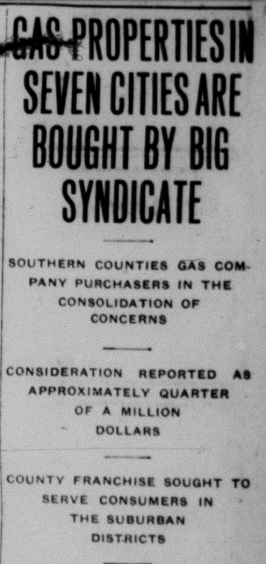 GAS PROPERTIES IN
SEVEN CITIES ARE
BOUGHT BY BIG
SYNDICATE
SOUTHERN COUNTIES GAS COM-
PANY PURCHASERS IN THE
CONSOLIDATION OF
CONCERNS
CONSIDERATION REPORTED AS
APPROXIMATELY QUARTER
OF A MILLION
DOLLARS
COUNTY FRANCHISE SOUGHT TO
SERVE CONSUMERS IN
THE SUBURBAN
DISTRICTS